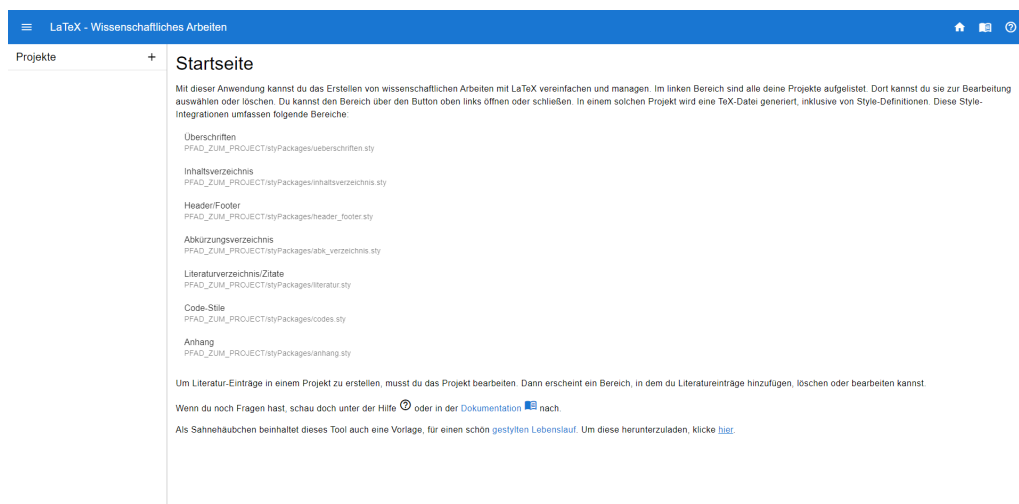 LaTeX - Wissenschaftliches Arbeiten
Projekte +
Startseite
Mit dieser Anwendung kannst du das Erstellen von wissenschaftlichen Arbeiten mit LaTeX vereinfachen und managen. Im linken Bereich sind alle deine Projekte aufgelistet. Dort kannst du sie zur Bearbeitung
auswählen oder löschen. Du kannst den Bereich über den Button oben links öffnen oder schließen. In einem solchen Projekt wird eine TeX-Datei generiert, inklusive von Style-Definitionen. Diese Style-
Integrationen umfassen folgende Bereiche:
Überschriften
PFAD_ZUM_PROJECT/styPackages/ueberschriften.sty
Inhaltsverzeichnis
PFAD_ZUM_PROJECT/styPackages/inhaltsverzeichnis.sty
Header/Footer
PFAD_ZUM_PROJECT/styPackages/header_footer.sty
Abkürzungsverzeichnis
PFAD_ZUM_PROJECT/styPackages/abk_verzeichnis.sty
Literaturverzeichnis/Zitate
PFAD_ZUM_PROJECT/styPackages/literatur.sty
Code-Stile
PFAD_ZUM_PROJECT/styPackages/codes.sty
Anhang
PFAD_ZUM_PROJECT/styPackages/anhang.sty
Um Literatur-Einträge in einem Projekt zu erstellen, musst du das Projekt bearbeiten. Dann erscheint ein Bereich, in dem du Literatureinträge hinzufügen, löschen oder bearbeiten kannst.
Wenn du noch Fragen hast, schau doch unter der Hilfe oder in der Dokumentation nach.
Als Sahnehäubchen beinhaltet dieses Tool auch eine Vorlage, für einen schön gestylten Lebenslauf. Um diese herunterzuladen, klicke hier.